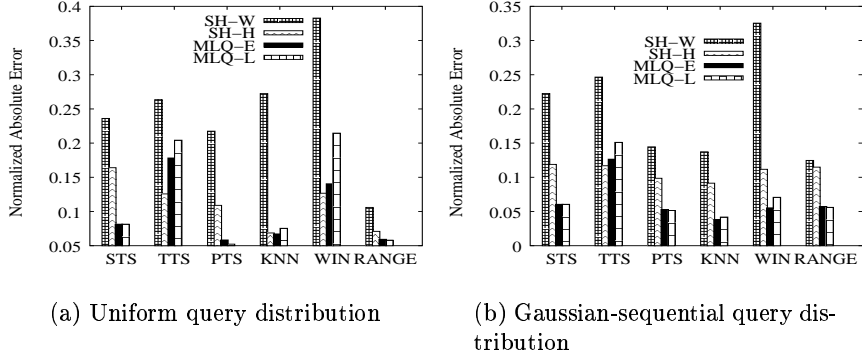 0.4
0.35
0.3
0.25
0.2
0.15
0.1
0.05
Normalized Absolute Error
SH-W
SH-H
MLQ-E
MLQ-L
STS TTS PTS KNN WIN RANGE
(a) Uniform query distribution
0.35
0.3
0.25
0.2
0.15
0.1
0.05
0
Normalized Absolute Error
SH-W
SH-H
MLQ-E
MLQ-L
STS TTS PTS KNN WIN RANGE
(b) Gaussian-sequential query dis-
tribution